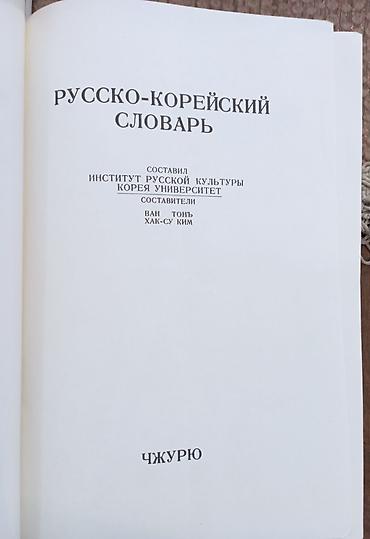 РУССКО-КОРЕЙСКИЙ
СЛОВАРЬ
СОСТАВИЛ
ИНСТИТУТ РУССКОЙ КУЛЬТУРЫ
КОРЕЯ УНИВЕРСИТЕТ
СОСТАВИТЕЛИ
ВАН ТОНЪ
ХАК-СУ КИМ
ЧЖУРЮ